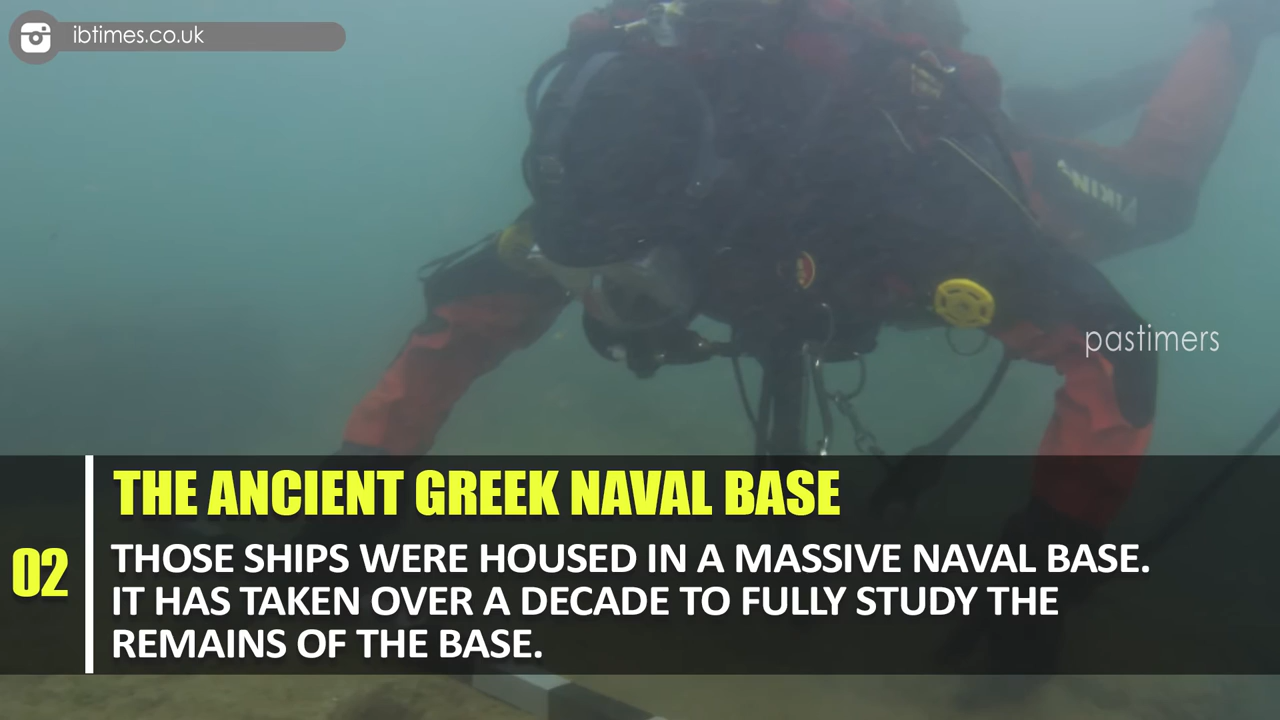 ibtimes.co.uk
VIKING
pastimers
THE ANCIENT GREEK NAVAL BASE
02
THOSE SHIPS WERE HOUSED IN A MASSIVE NAVAL BASE.
IT HAS TAKEN OVER A DECADE TO FULLY STUDY THE
REMAINS OF THE BASE.